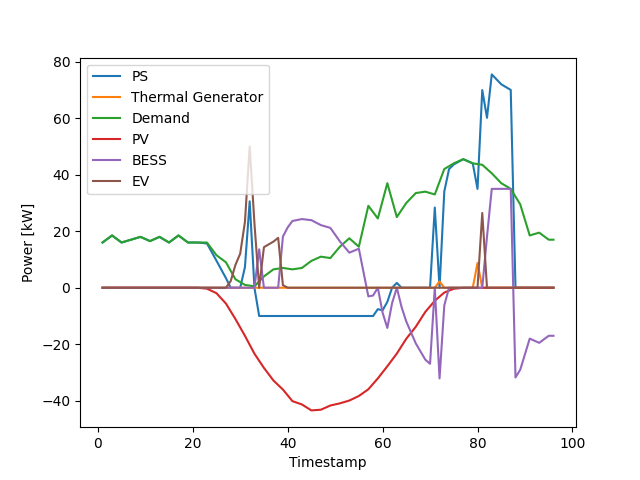 80
60
40
20
0
−20
−40
Power [kW]
PS
Thermal Generator
Demand
PV
BESS
EV
0
20
40
60
80
100
Timestamp